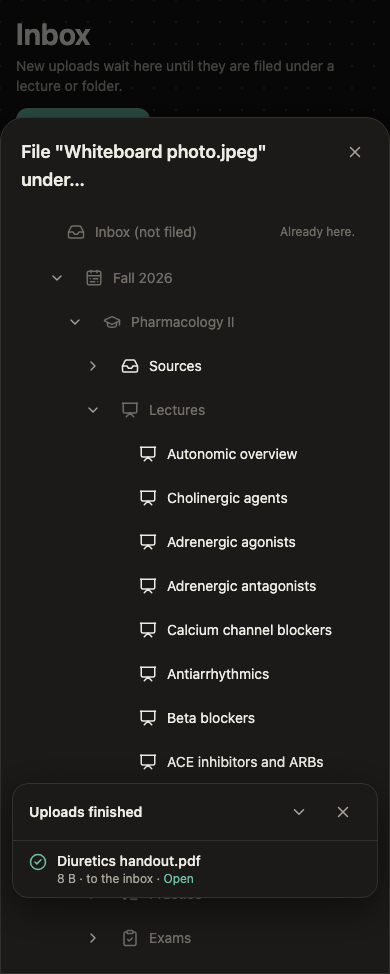 Inbox
New uploads wait here until they are filed under a
lecture or folder.
File "Whiteboard photo.jpeg"
under...
Inbox (not filed)
Already here.
Fall 2026
Pharmacology II
Sources
Lectures
Autonomic overview
Cholinergic agents
Adrenergic agonists
Adrenergic antagonists
Calcium channel blockers
Antiarrhythmics
Beta blockers
ACE inhibitors and ARBs
Uploads finished
Diuretics handout.pdf
8 B · to the inbox · Open
Exams